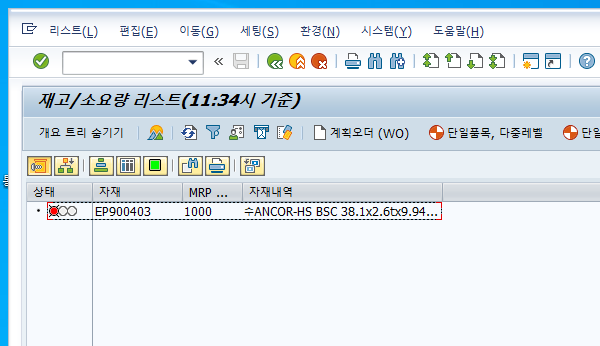 리스트(L) 편집(E) 이동(G) 세팅(S) 환경(N) 시스템(Y) 도움말(H)
재고/소요량 리스트(11:34시 기준)
개요 트리 숨기기 계획오더 (WO) 단일품목, 다중레벨 단일
상태 자재 MRP ... 자재내역
EP900403 1000 수ANCOR-HS BSC 38.1x2.6tx9.94...